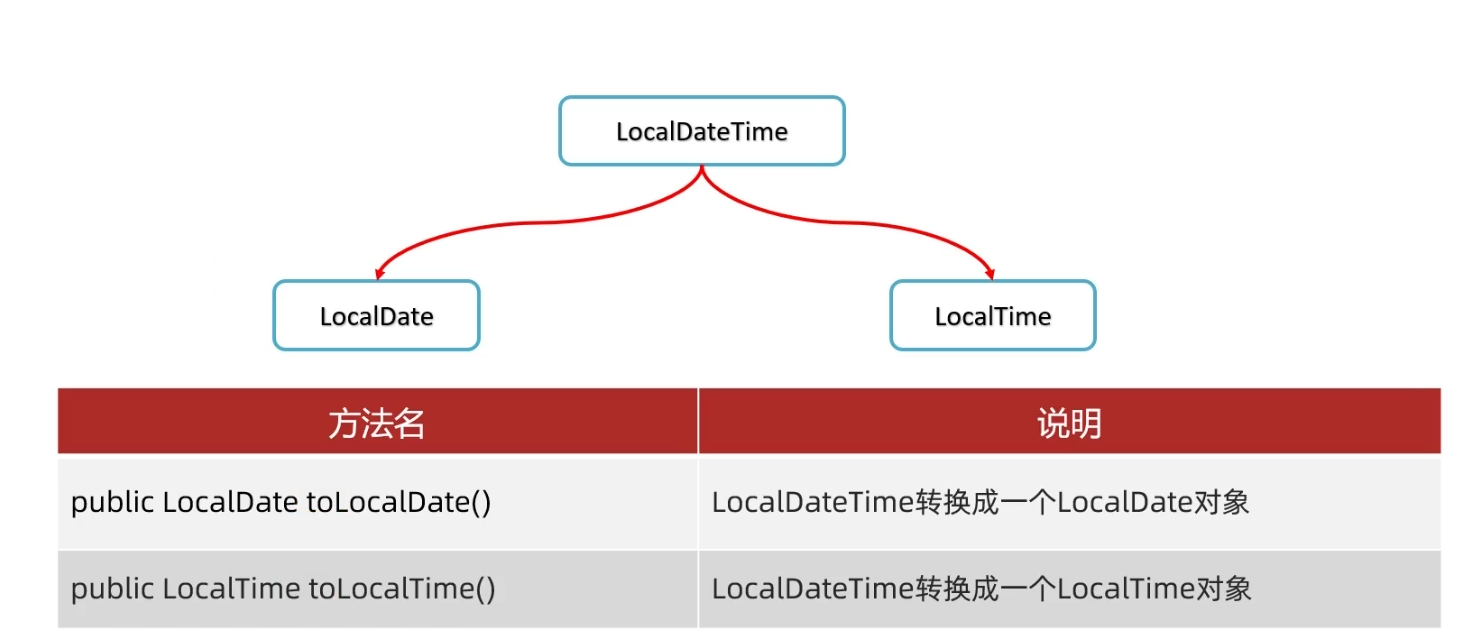 LocalDateTime
LocalDate
LocalTime
方法名
说明
public LocalDate toLocalDate()
LocalDateTime转换成一个LocalDate对象
public LocalTime toLocalTime()
LocalDateTime转换成一个LocalTime对象